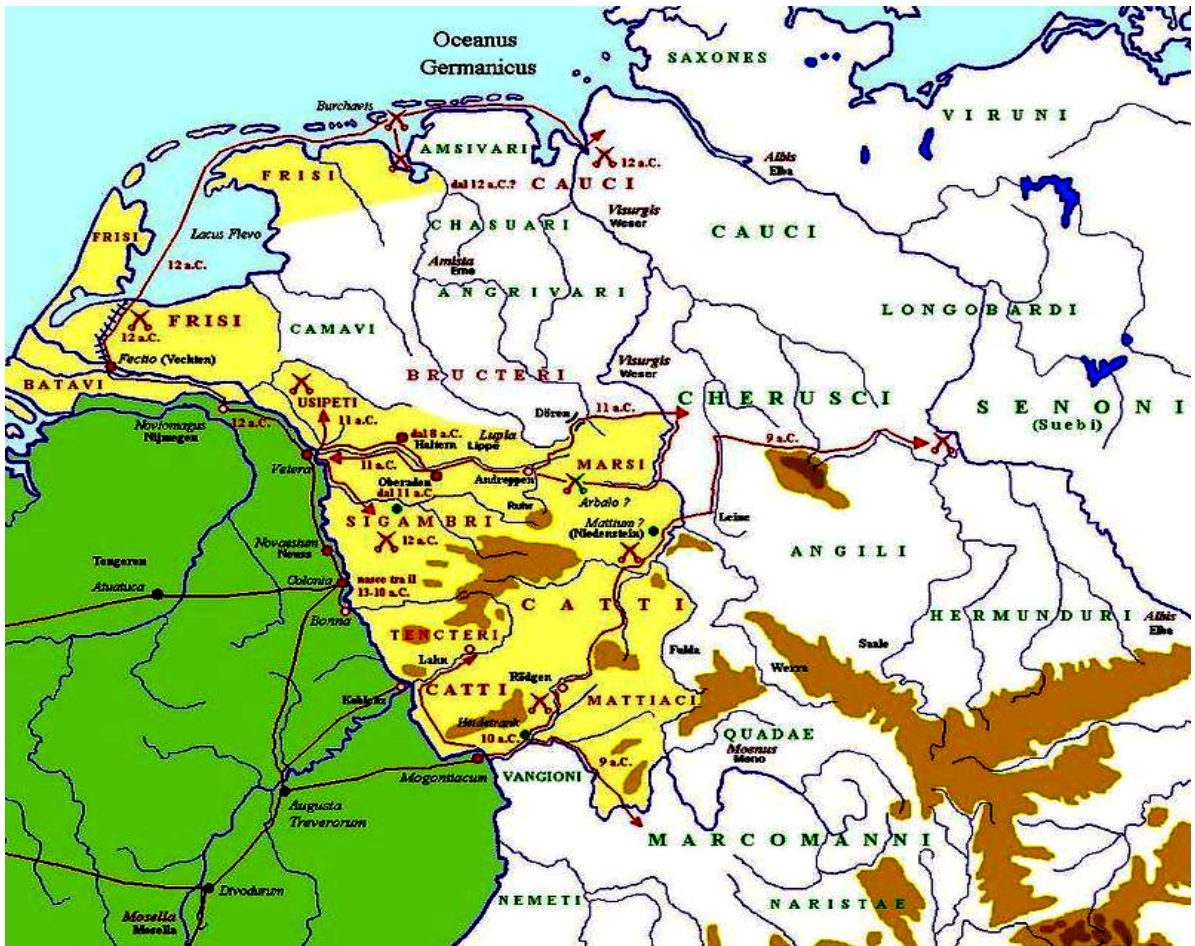 Oceanus
Germanicus
SAXONES
VIRUNI
Burchavis
AMSIVARI
FRISI
12 a.C.
dal 12 a.C.?
CAUCI
Albis
Elba
Visurgis
Weser
CHASUARI
CAUCI
FRISI
Lacus Flevo
12 a.C.
Amista
Ems
ANGRIVARI
LONGOBARDI
FRISI
12 a.C.
CAMAVI
Fectio (Vechten)
BATAVI
BRUCTERI
Visurgis
Weser
CHERUSCI
SENONI
(Suebi)
USIPETI
11 a.C.
Dören
11 a.C.
Noviomagus
Nijmegen
12 a.C.
dal 8 a.C.
Haltern
Lupia
Lippe
9 a.C.
Vetera
11 a.C.
Oberaden
dal 11 a.C.
Andreppen
MARSI
Arbalo ?
Ruhr
SIGAMBRI
12 a.C.
Mattium ?
(Niedenstein)
Leine
Novaesium
Neuss
ANGILI
Tongeren
Atuatuca
Colonia
nasce tra il
13-10 a.C.
CATTI
HERMUNDURI
Albis
Elba
Bonna
TENCTERI
Lahn
Fulda
Werra
Saale
Koblenz
CATTI
Rödgen
MATTIACI
Heidetrank
10 a.C.
QUADAE
Moenus
Meno
Mogontiacum
VANGIONI
9 a.C.
Augusta
Treverorum
MARCOMANNI
Divodurum
NEMETI
NARISTAE
Mosella
Mosella